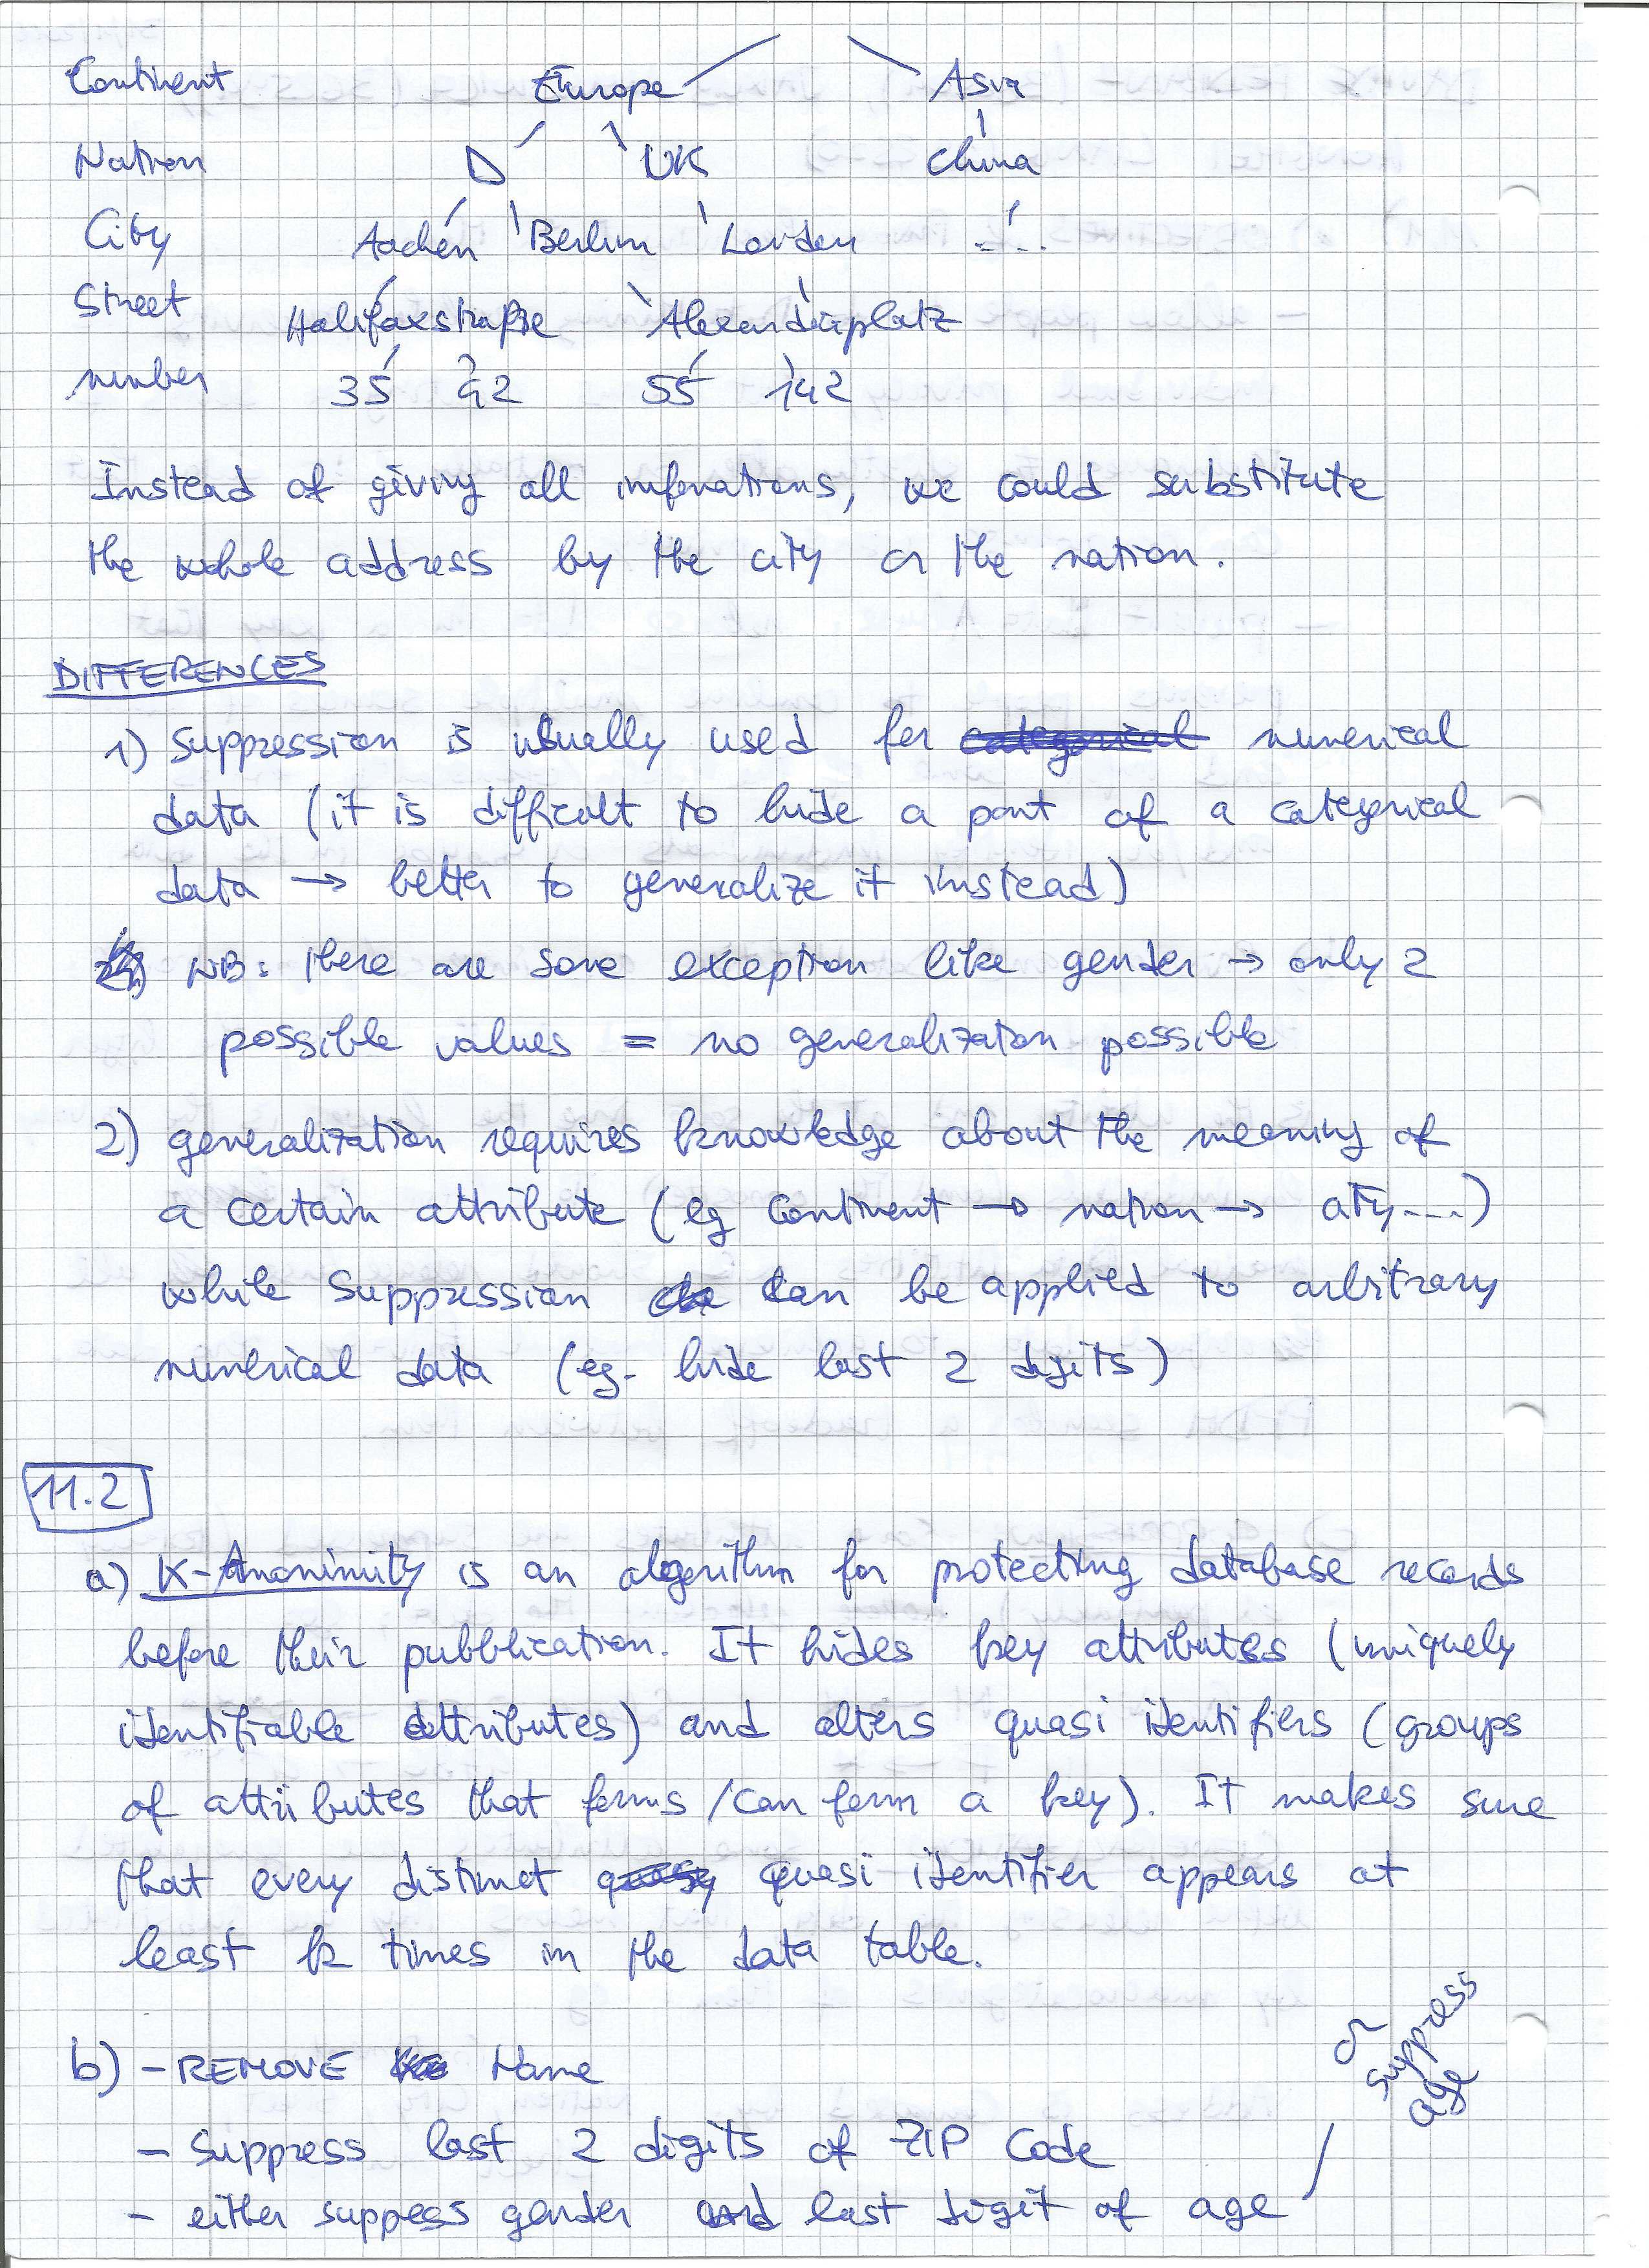 Continent Europe Asia
Nation D UK China
City Aachen Berlin London ....
Street Halifaxstraße Alexanderplatz
number 35 42 55 142
Instead of giving all infomations, we could substitute
the whole address by the city or the nation.
DIFFERENCES
1) Suppression is usually used for categorical numerical
data (it is difficult to hide a part of a categorical
data → better to generalize it instead)
NB: there are some exception like gender → only 2
possible values = no generalization possible
2) generalization requires knowledge about the meaning of
a certain attribute (eg Continent → nation → city....)
while Suppression can be applied to arbitrary
numerical data (eg. hide last 2 digits)
11.2
a) K-Anonimity is an algorithm for protecting database records
before their pubblication. It hides key attributes (uniquely
identifiable attributes) and alters quasi identifiers (groups
of attributes that forms/can form a key). It makes sure
that every distinct quasi identifier appears at
least k times in the data table.
b) - REMOVE Name
- Suppress last 2 digits of ZIP Code
- either suppess gender and last digit of age / or suppress age